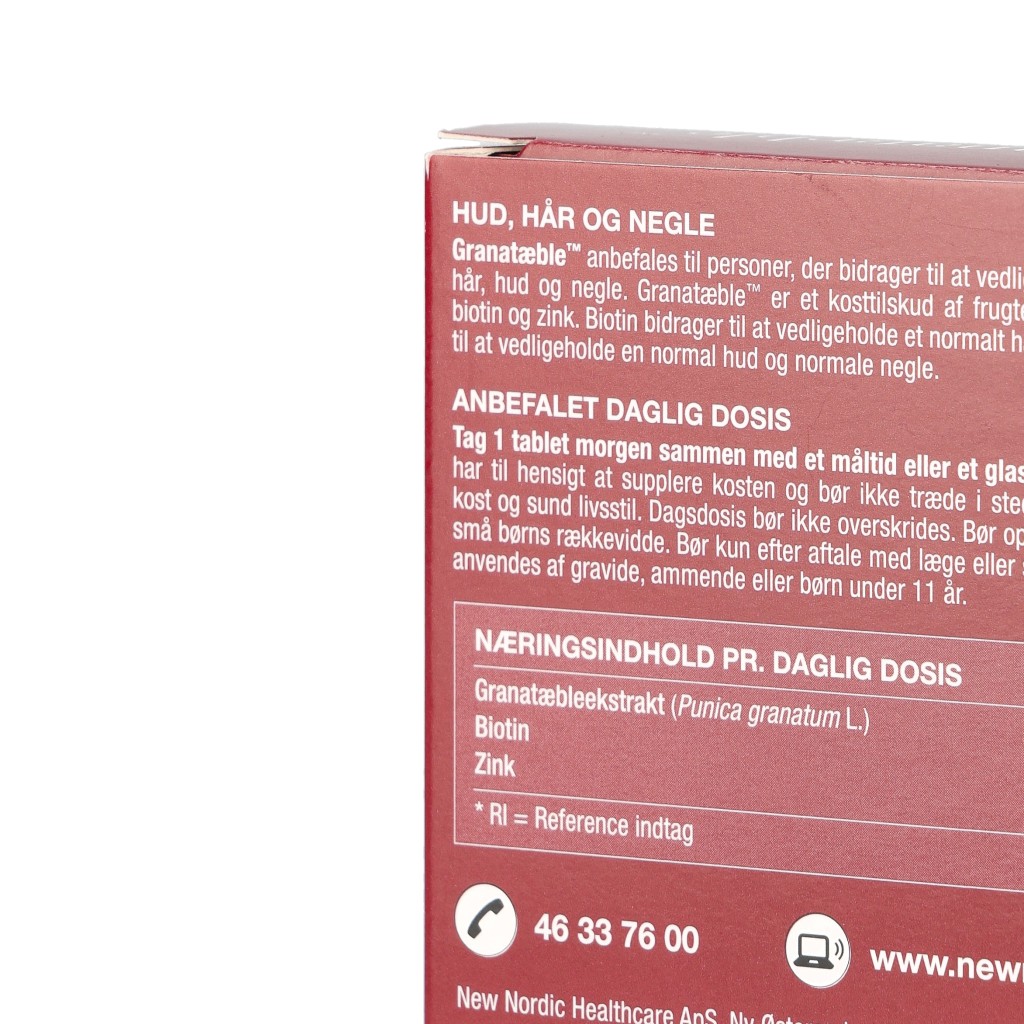 HUD, HÅR OG NEGLE
Granatæble™ anbefales til personer, der bidrager til at
hår, hud og negle. Granatæble™ er et kosttilskud af
biotin og zink. Biotin bidrager til at vedligeholde et normalt
til at vedligeholde en normal hud og normale negle.
ANBEFALET DAGLIG DOSIS
Tag 1 tablet morgen sammen med et måltid eller et glas
har til hensigt at supplere kosten og bør ikke træde i
kost og sund livsstil. Dagsdosis bør ikke overskrides. Bør
små børns rækkevidde. Bør kun efter aftale med læge eller
anvendes af gravide, ammende eller børn under 11 år.
NÆRINGSINDHOLD PR. DAGLIG DOSIS
Granatæbleekstrakt (Punica granatum L.)
Biotin
Zink
* RI = Reference indtag
46 33 76 00
www.new
New Nordic Healthcare ApS, Ny